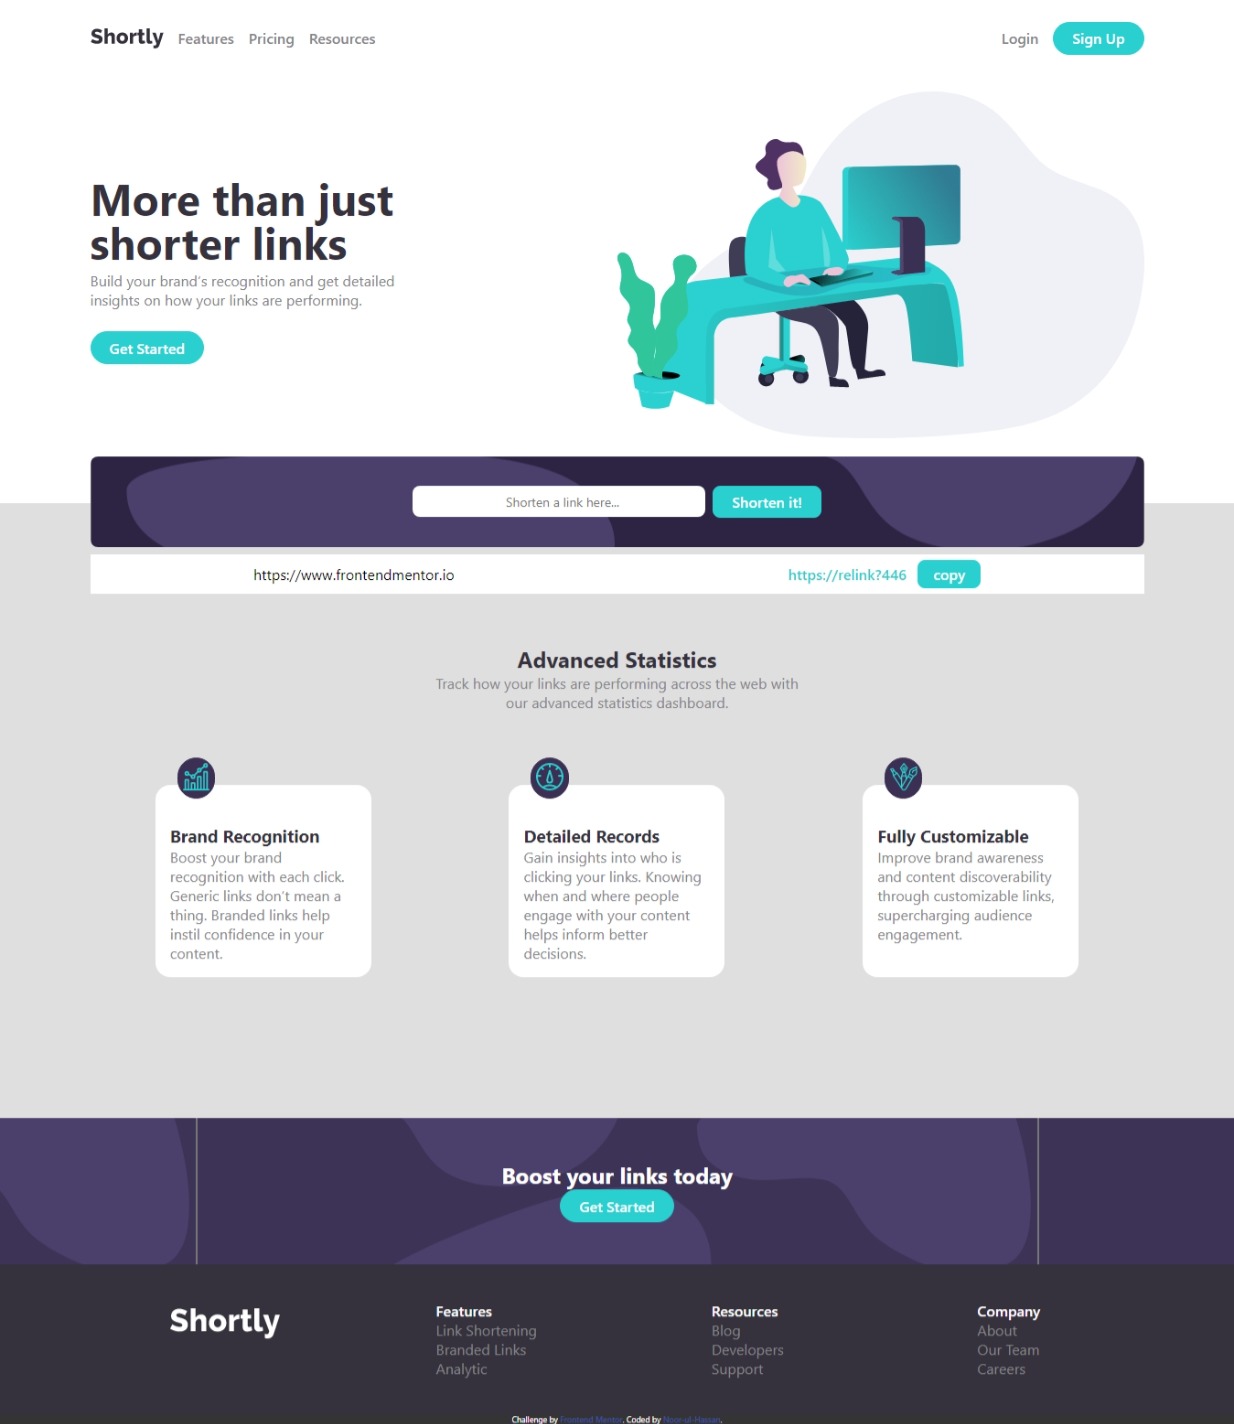 Shortly Features Pricing Resources Login Sign Up
More than just
shorter links
Build your brand's recognition and get detailed
insights on how your links are performing.
Get Started
Shorten a link here... Shorten it!
https://www.frontendmentor.io https://relink?446 copy
Advanced Statistics
Track how your links are performing across the web with
our advanced statistics dashboard.
Brand Recognition
Boost your brand
recognition with each click.
Generic links don't mean a
thing. Branded links help
instil confidence in your
content.
Detailed Records
Gain insights into who is
clicking your links. Knowing
when and where people
engage with your content
helps inform better
decisions.
Fully Customizable
Improve brand awareness
and content discoverability
through customizable links,
supercharging audience
engagement.
Boost your links today
Get Started
Shortly
Features
Link Shortening
Branded Links
Analytic
Resources
Blog
Developers
Support
Company
About
Our Team
Careers
Challenge by Frontend Mentor. Coded by Noor-ul-Hassan.